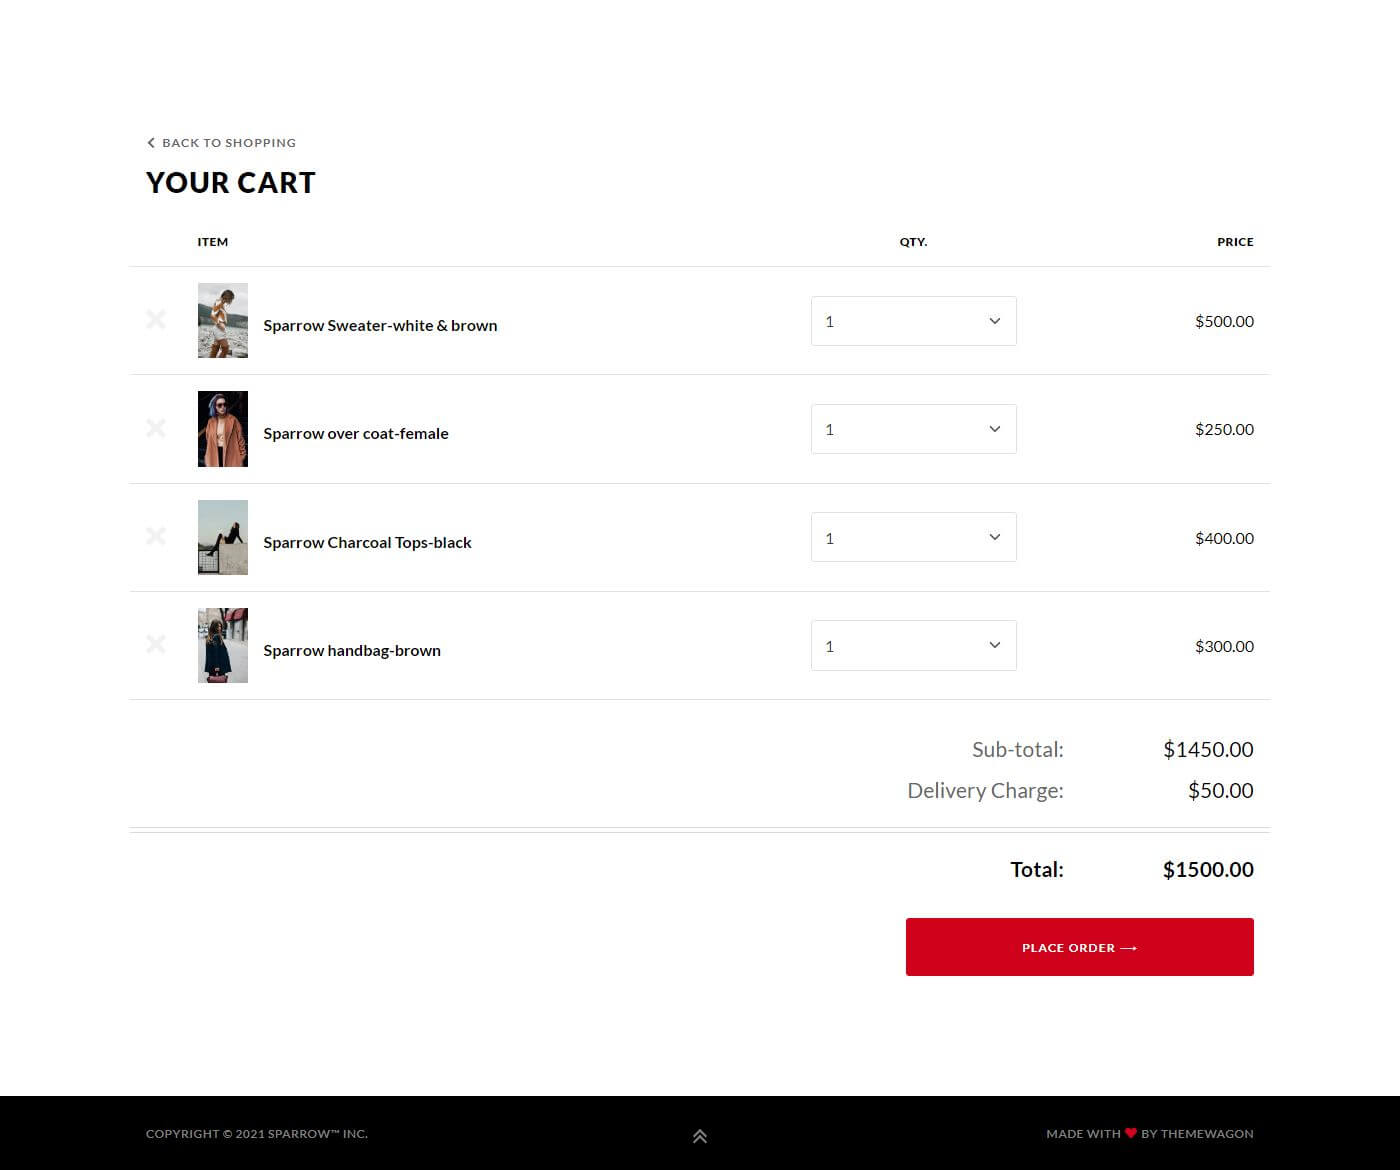 BACK TO SHOPPING
YOUR CART
ITEM QTY. PRICE
Sparrow Sweater-white & brown 1 $500.00
Sparrow over coat-female 1 $250.00
Sparrow Charcoal Tops-black 1 $400.00
Sparrow handbag-brown 1 $300.00
Sub-total: $1450.00
Delivery Charge: $50.00
Total: $1500.00
PLACE ORDER ⟶
COPYRIGHT © 2021 SPARROW™ INC. MADE WITH ♥ BY THEMEWAGON